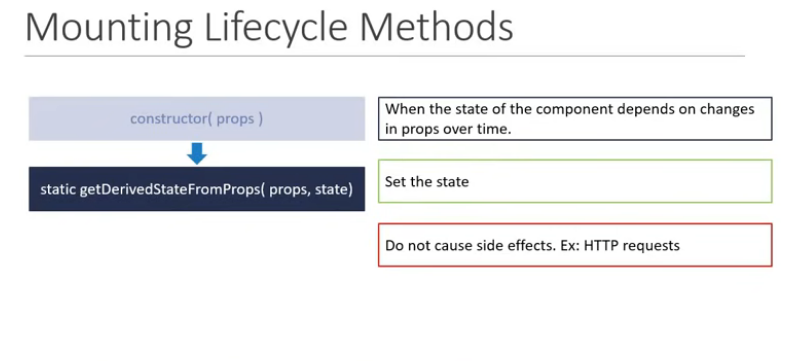 Mounting Lifecycle Methods
constructor( props )
static getDerivedStateFromProps( props, state)
When the state of the component depends on changes
in props over time.
Set the state
Do not cause side effects. Ex: HTTP requests